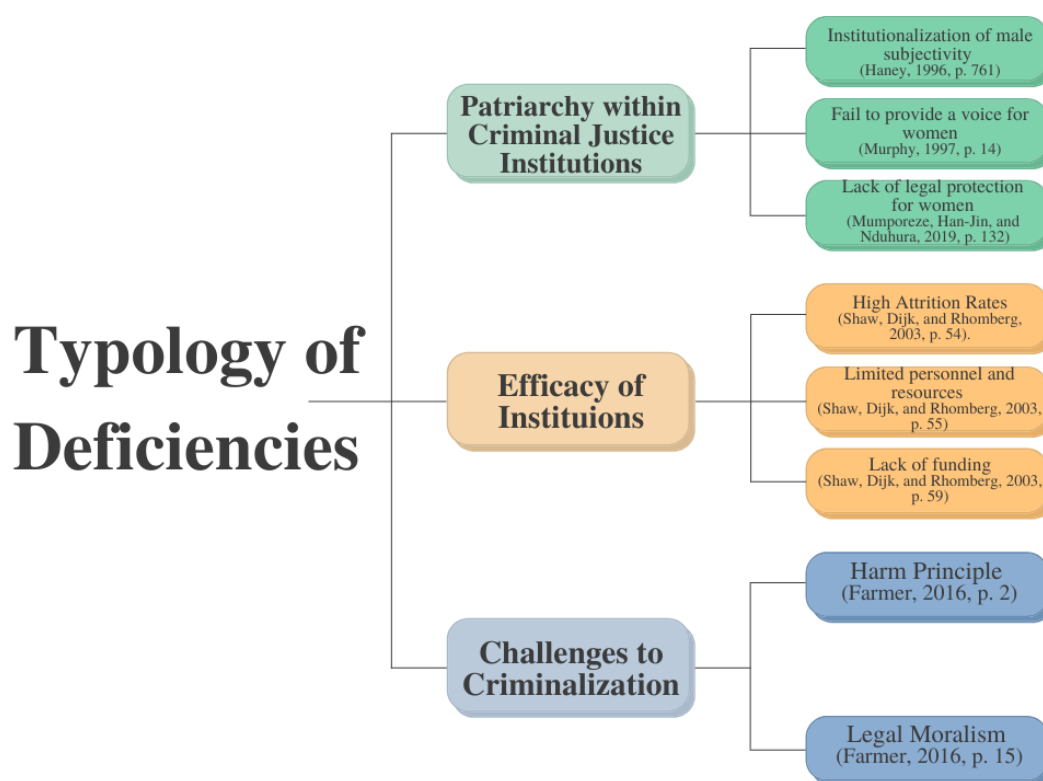 Typology of
Deficiencies
Patriarchy within
Criminal Justice
Institutions
Institutionalization of male
subjectivity
(Haney, 1996, p. 761)
Fail to provide a voice for
women
(Murphy, 1997, p. 14)
Lack of legal protection
for women
(Mumporeze, Han-Jin, and
Nduhura, 2019, p. 132)
Efficacy of
Instituions
High Attrition Rates
(Shaw, Dijk, and Rhomberg,
2003, p. 54).
Limited personnel and
resources
(Shaw, Dijk, and Rhomberg, 2003,
p. 55)
Lack of funding
(Shaw, Dijk, and Rhomberg, 2003,
p. 59)
Challenges to
Criminalization
Harm Principle
(Farmer, 2016, p. 2)
Legal Moralism
(Farmer, 2016, p. 15)